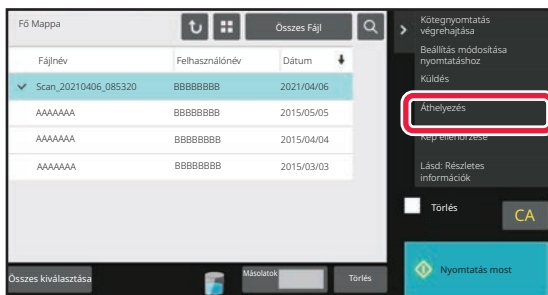 Fő Mappa
Összes Fájl
Fájlnév Felhasználónév Dátum
Scan_20210406_085320 BBBBBBBB 2021/04/06
AAAAAAA BBBBBBBB 2015/05/05
AAAAAAA BBBBBBBB 2015/04/04
AAAAAAA BBBBBBBB 2015/03/03
Összes kiválasztása
Másolatok
Törlés
Kötegnyomtatás
végrehajtása
Beállítás módosítása
nyomtatáshoz
Küldés
Áthelyezés
Kép ellenőrzése
Lásd: Részletes
információk
Törlés
CA
Nyomtatás most